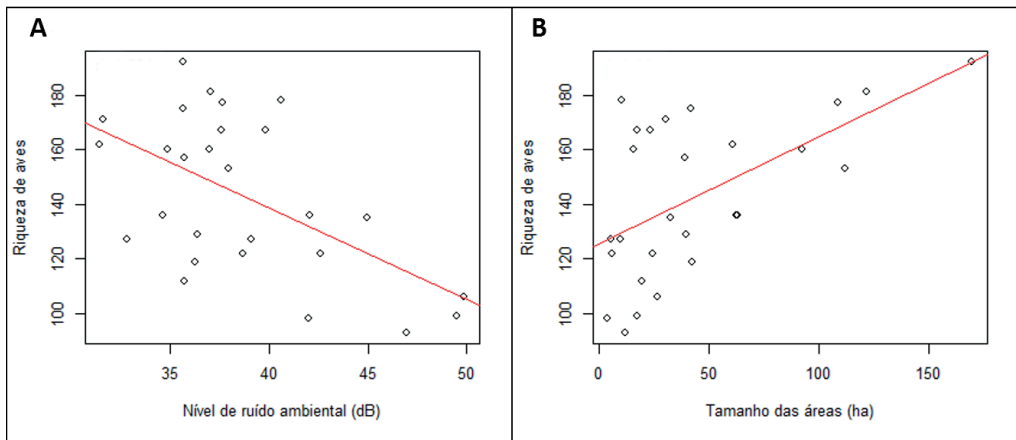 A
Riqueza de aves
180
160
140
120
100
35 40 45 50
Nível de ruído ambiental (dB)
B
Riqueza de aves
180
160
140
120
100
0 50 100 150
Tamanho das áreas (ha)